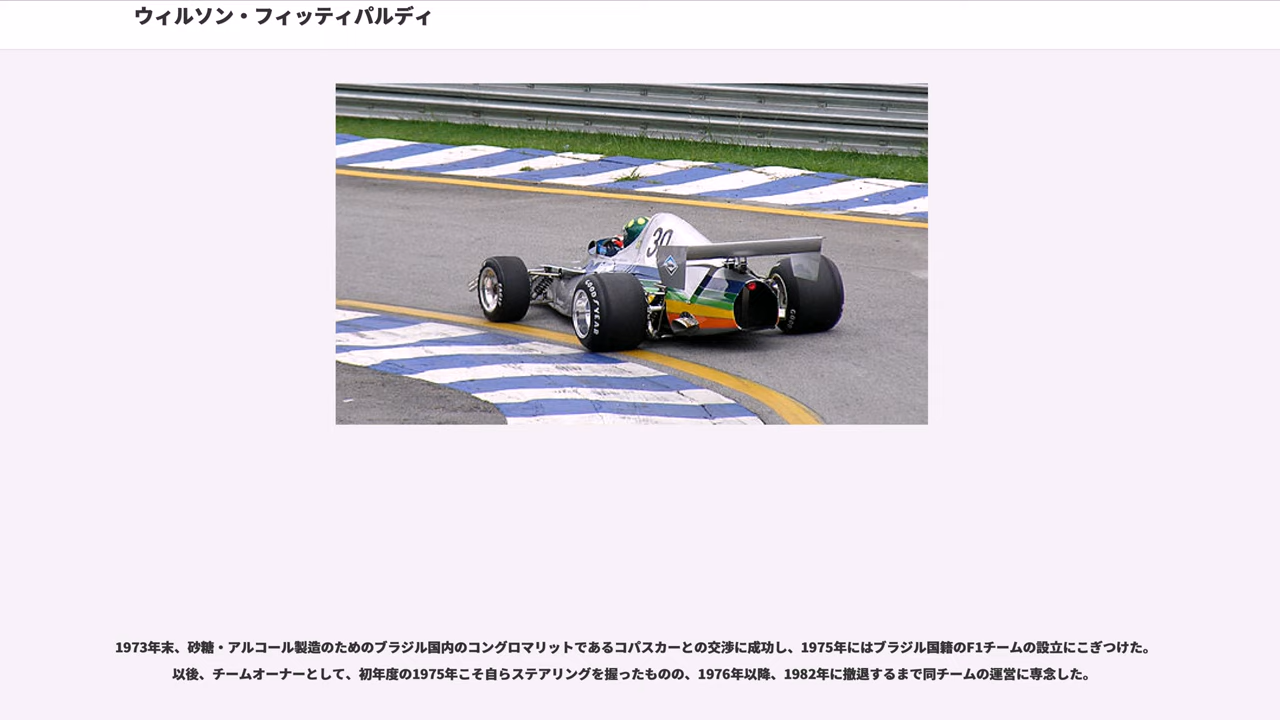 ウィルソン・フィッティパルディ
30
GOODYEAR
1973年末、砂糖・アルコール製造のためのブラジル国内のコングロマリットであるコパスカーとの交渉に成功し、1975年にはブラジル国籍のF1チームの設立にこぎつけた。
以後、チームオーナーとして、初年度の1975年こそ自らステアリングを握ったものの、1976年以降、1982年に撤退するまで同チームの運営に専念した。